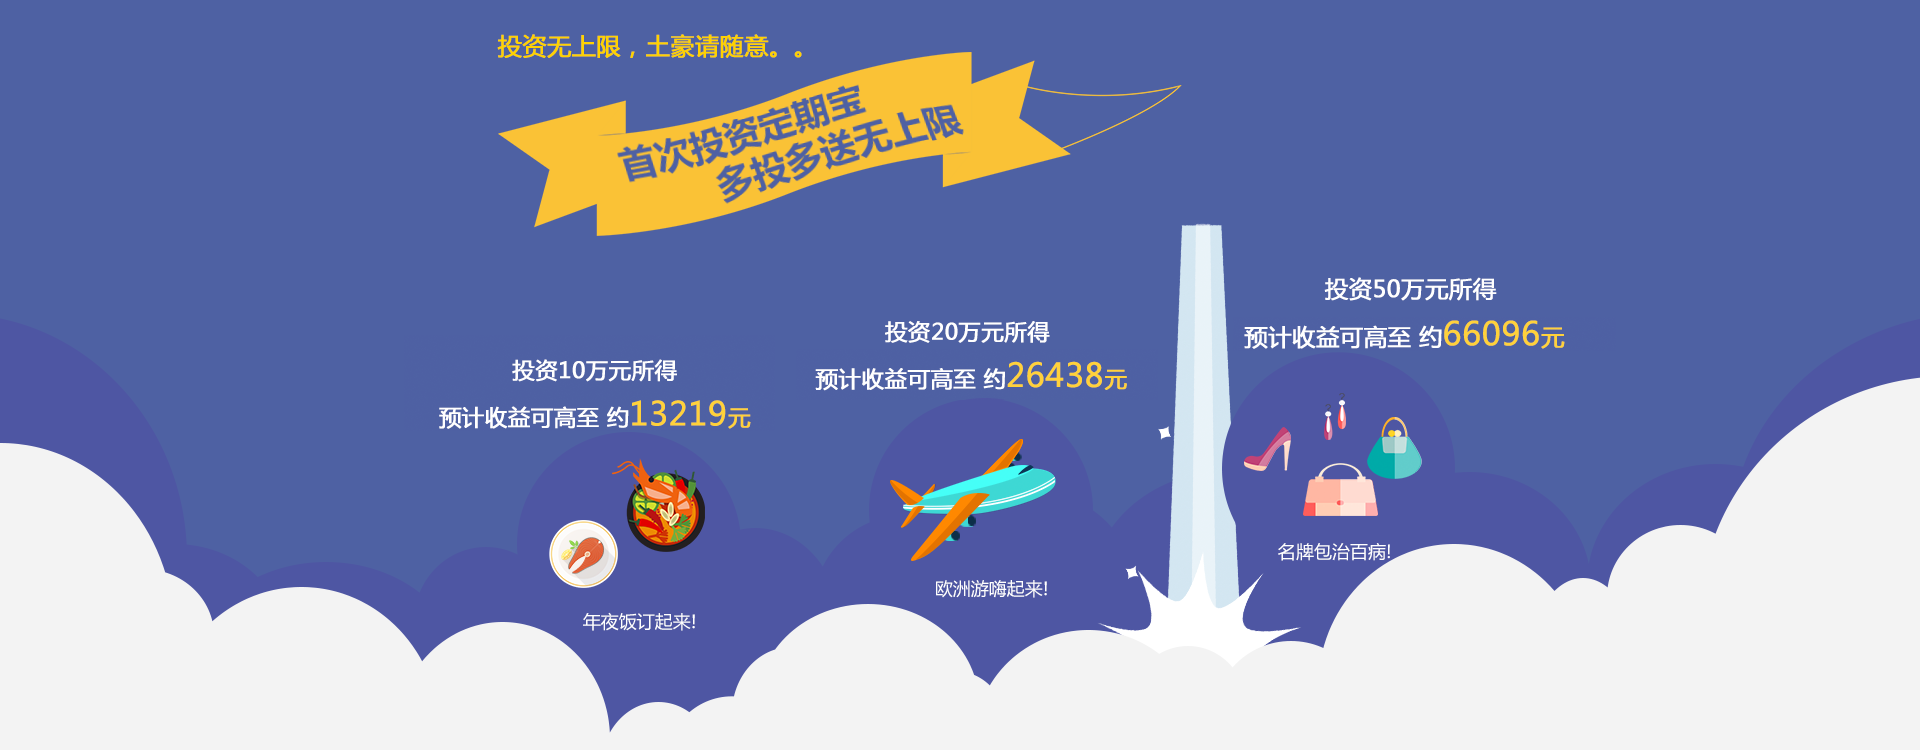 投资无上限，土豪请随意。。
首次投资定期宝
多投多送无上限
投资10万元所得
预计收益可高至 约13219元
年夜饭订起来!
投资20万元所得
预计收益可高至 约26438元
欧洲游嗨起来!
投资50万元所得
预计收益可高至 约66096元
名牌包治百病!